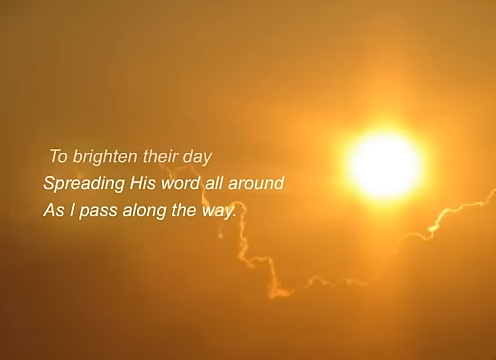 To brighten their day
Spreading His word all around
As I pass along the way.